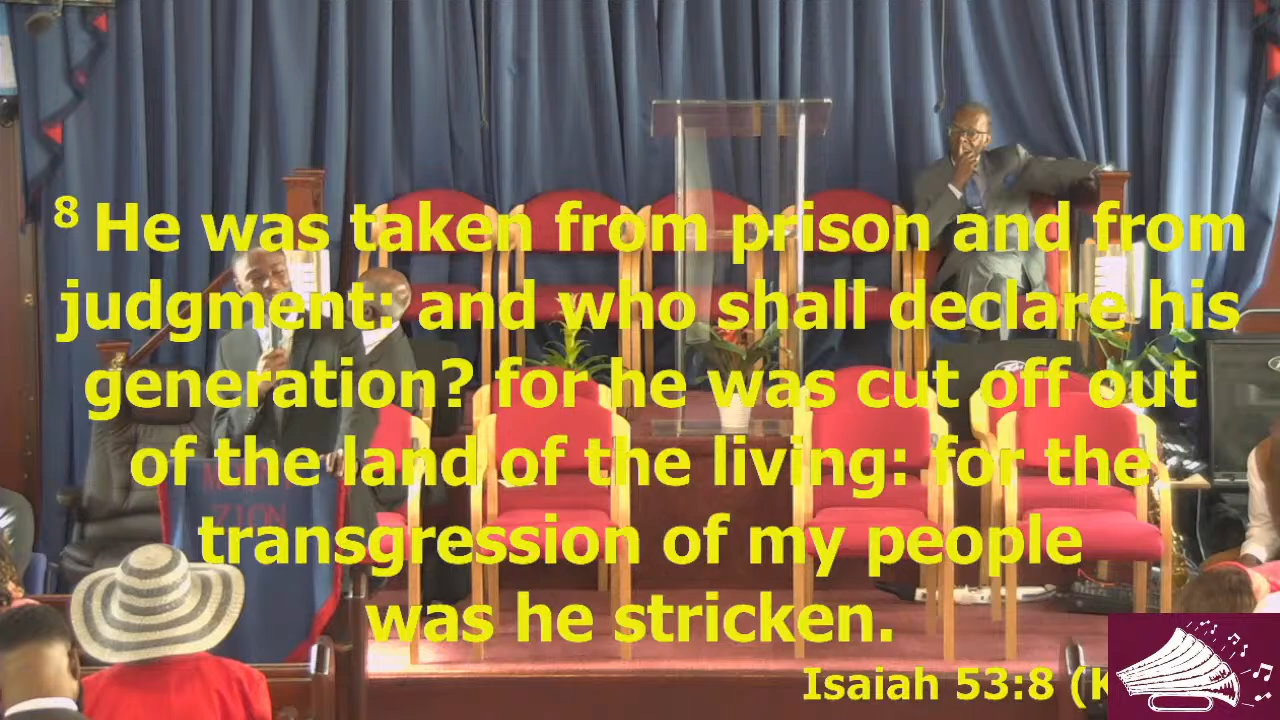 8 He was taken from prison and from
judgment: and who shall declare his
generation? for he was cut off out
of the land of the living: for the
transgression of my people
was he stricken.
Isaiah 53:8 (K
ZION